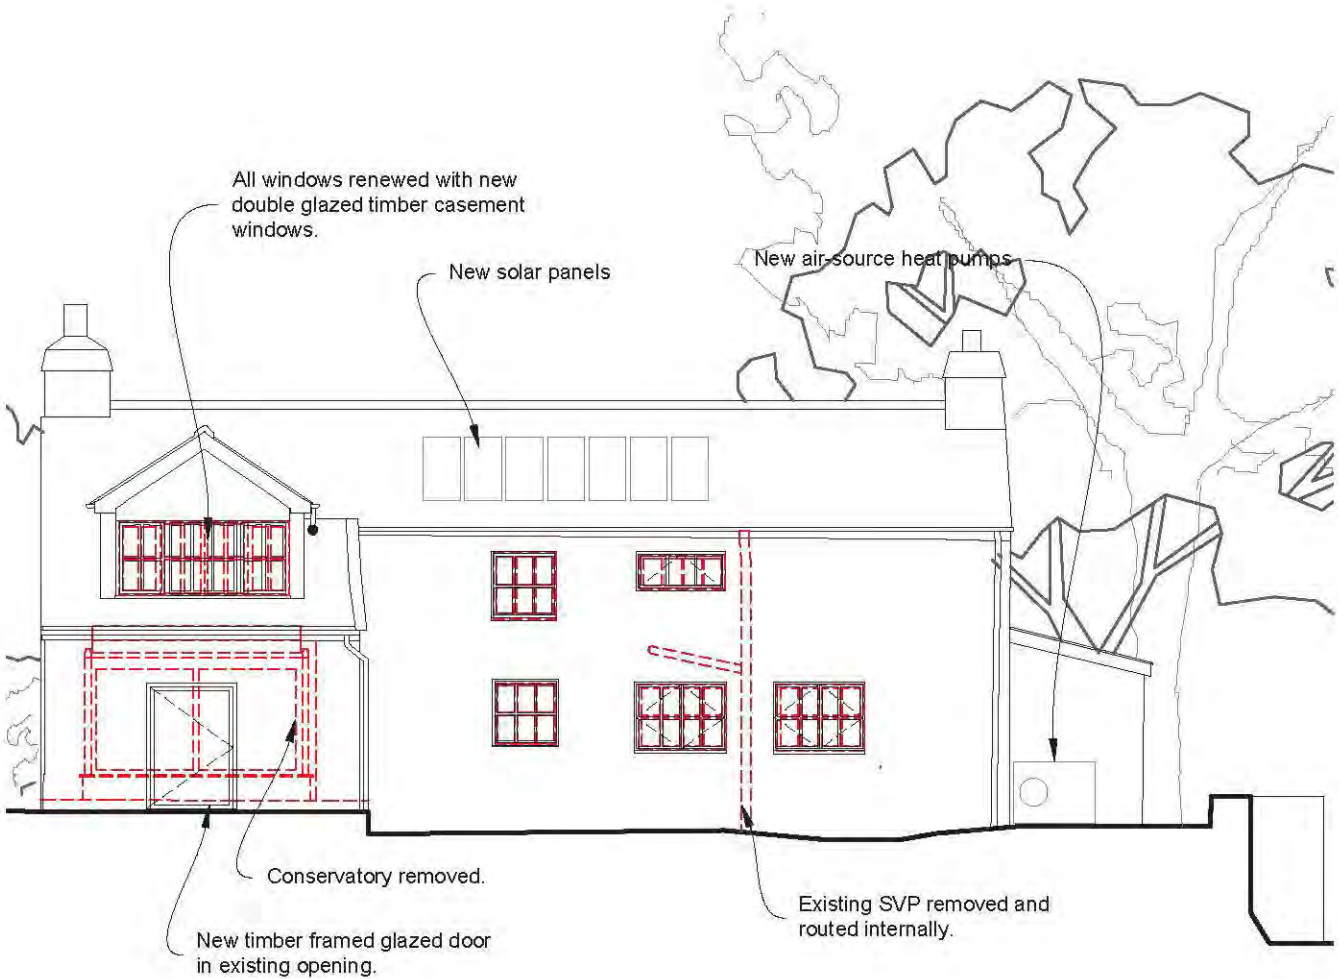 All windows renewed with new
double glazed timber casement
windows.
New solar panels
New air-source heat pumps
Conservatory removed.
Existing SVP removed and
routed internally.
New timber framed glazed door
in existing opening.